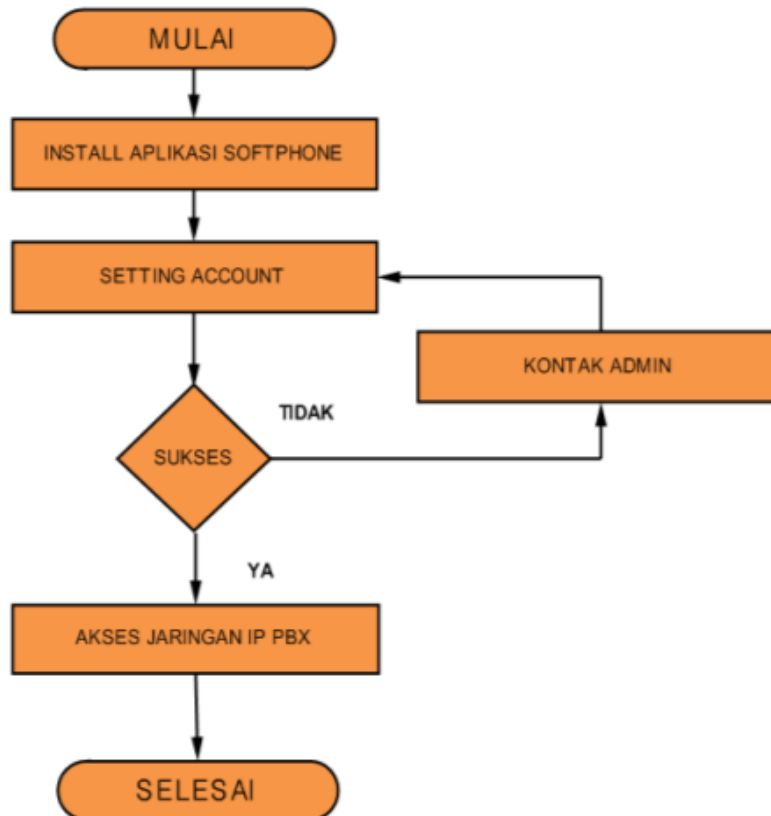 MULAI
INSTALL APLIKASI SOFTPHONE
SETTING ACCOUNT
KONTAK ADMIN
TIDAK
SUKSES
YA
AKSES JARINGAN IP PBX
SELESAI